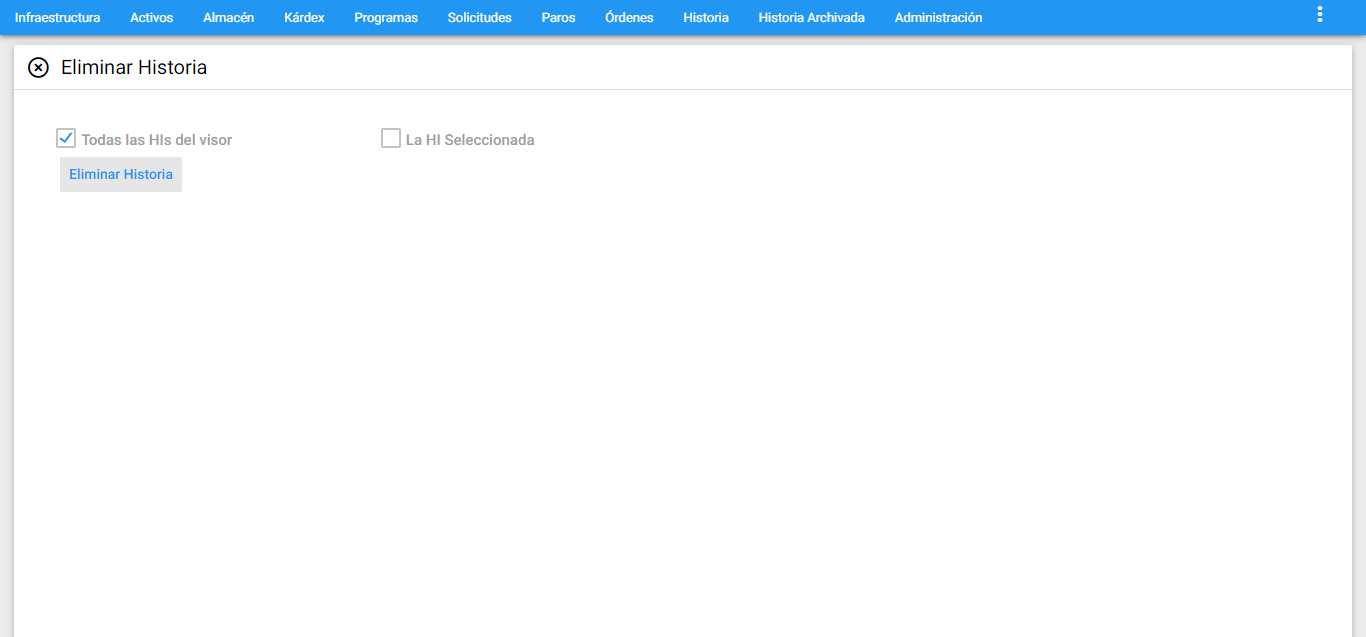 Infraestructura Activos Almacén Kárdex Programas Solicitudes Paros Órdenes Historia Historia Archivada Administración
Eliminar Historia
Todas las HIs del visor La HI Seleccionada
Eliminar Historia